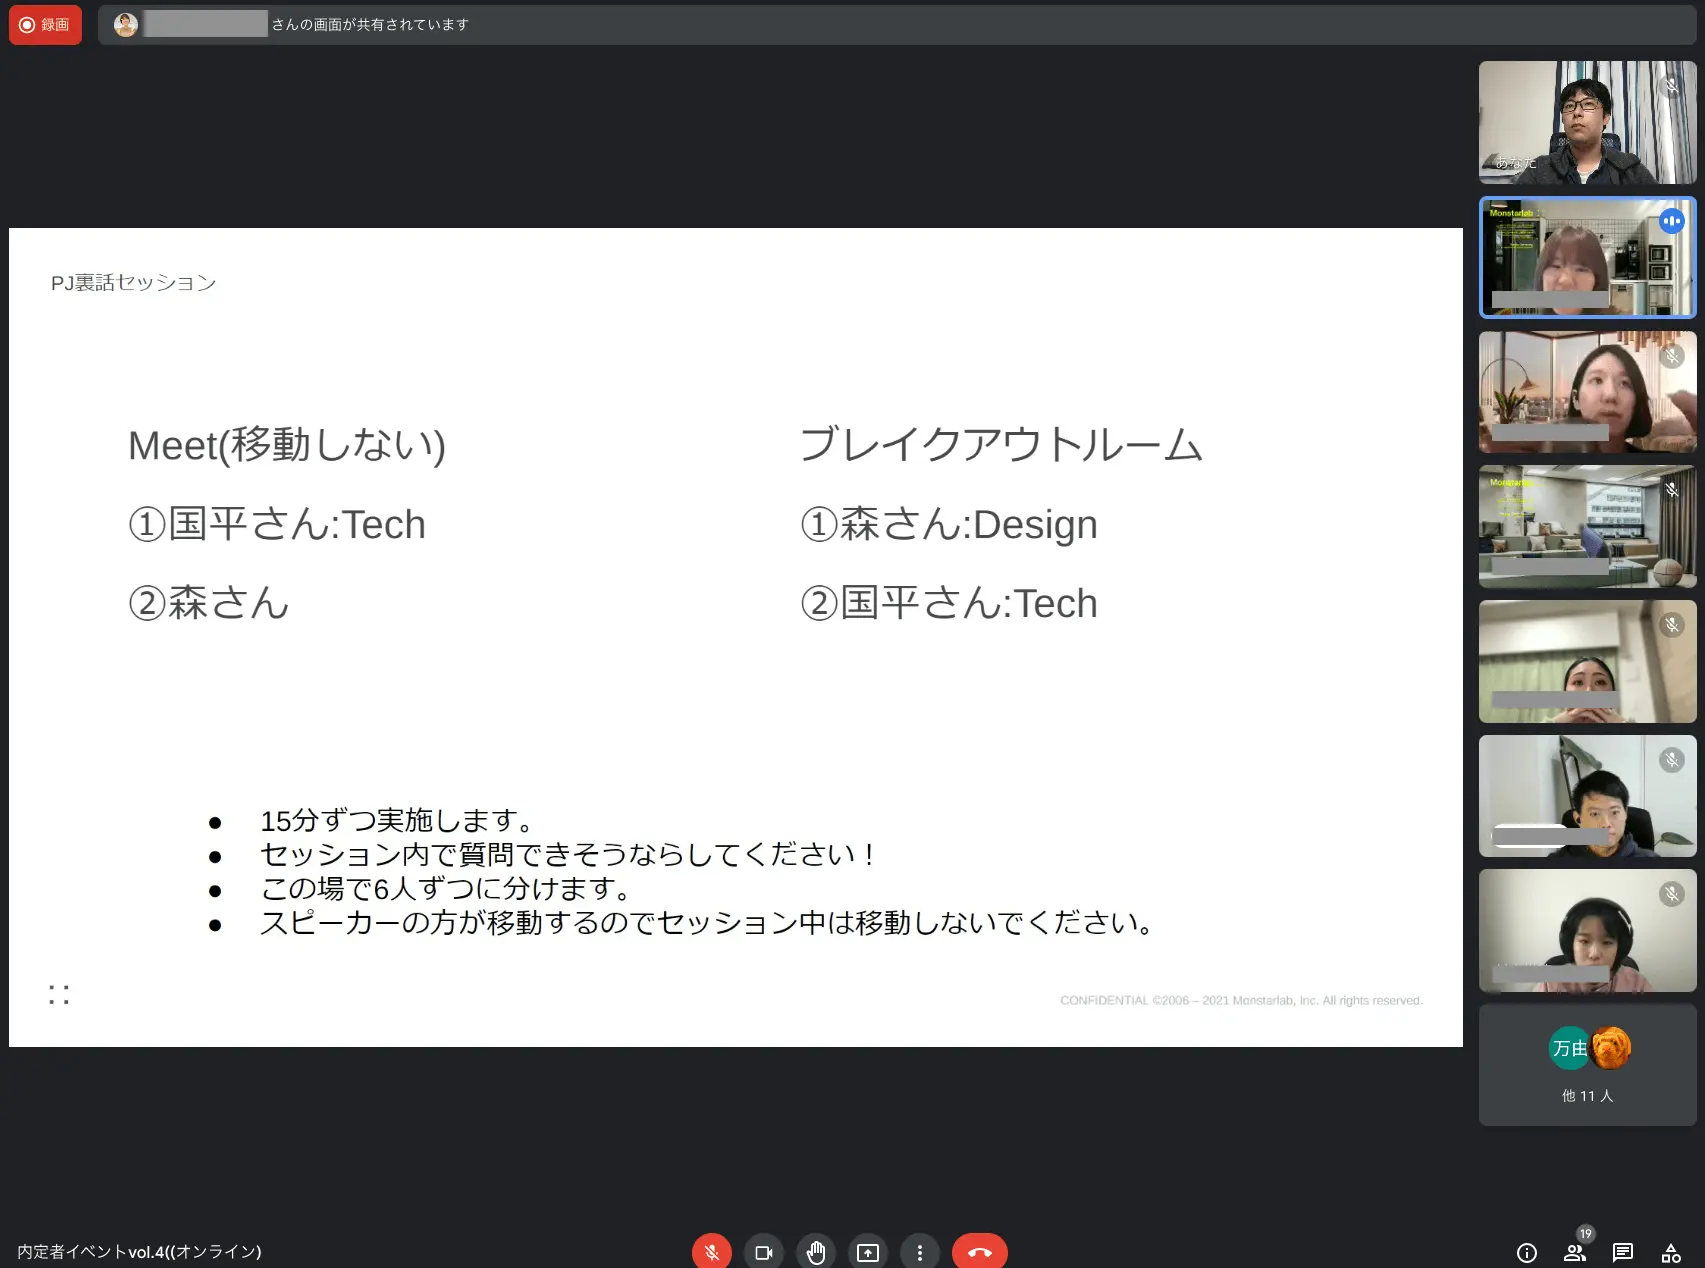 録画
さんの画面が共有されています
あなた
Monstarlab
Monstarlab
PJ裏話セッション
Meet(移動しない)
①国平さん:Tech
②森さん
ブレイクアウトルーム
①森さん:Design
②国平さん:Tech
● 15分ずつ実施します。
● セッション内で質問できそうならしてください！
● この場で6人ずつに分けます。
● スピーカーの方が移動するのでセッション中は移動しないでください。
CONFIDENTIAL ©2006 – 2021 Monstarlab, Inc. All rights reserved.
万由
他 11 人
内定者イベントvol.4((オンライン)
19